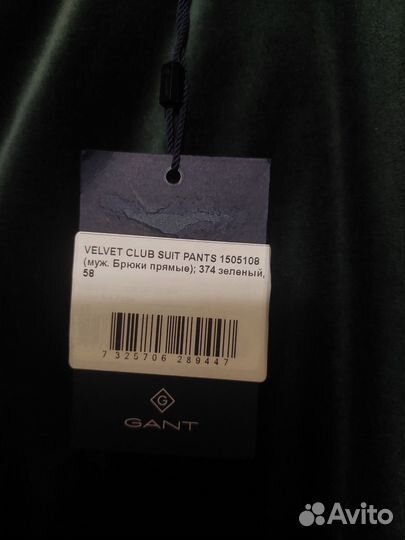 VELVET CLUB SUIT PANTS 1505108
(муж. Брюки прямые); 374 зеленый,
58
7 325706 289447
G
GANT
Avito